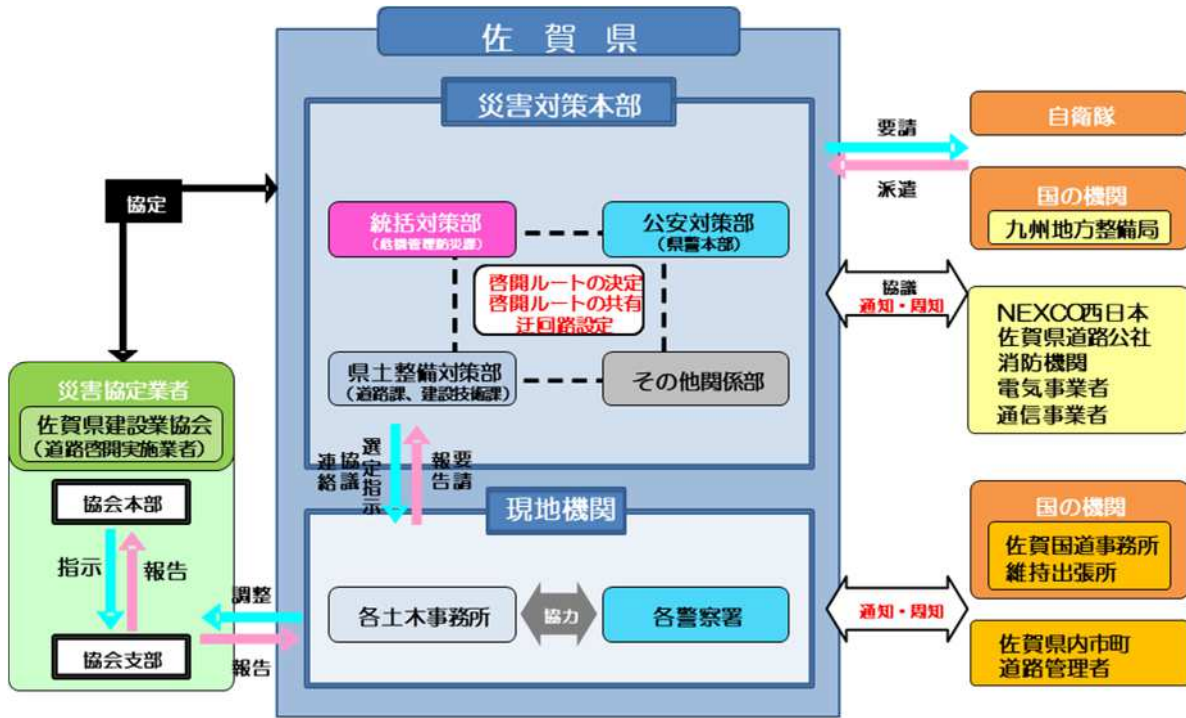 佐賀県
災害対策本部
統括対策部
(危機管理防災課)
公安対策部
(県警本部)
啓開ルートの決定
啓開ルートの共有
迂回路設定
県土整備対策部
(道路課、建設技術課)
その他関係部
連絡
協議
選定指示
報告
要請
現地機関
各土木事務所
協力
各警察署
協定
災害協定業者
佐賀県建設業協会
(道路啓開実施業者)
協会本部
指示
報告
協会支部
調整
報告
要請
派遣
自衛隊
国の機関
九州地方整備局
協議
通知・周知
NEXCO西日本
佐賀県道路公社
消防機関
電気事業者
通信事業者
国の機関
佐賀国道事務所
維持出張所
通知・周知
佐賀県内市町
道路管理者